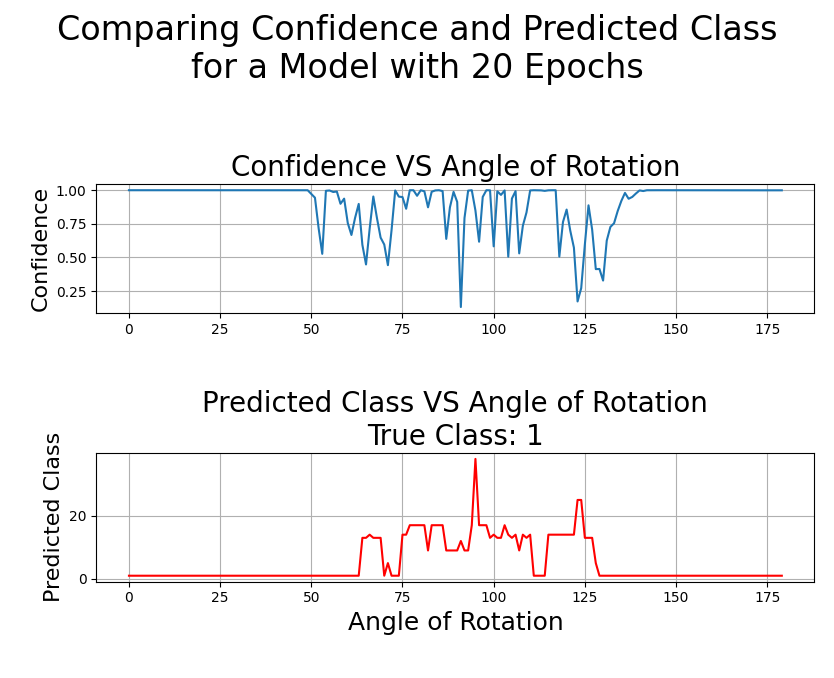 Comparing Confidence and Predicted Class
for a Model with 20 Epochs
Confidence VS Angle of Rotation
Confidence
1.00
0.75
0.50
0.25
0 25 50 75 100 125 150 175
Predicted Class VS Angle of Rotation
True Class: 1
Predicted Class
20
0
0 25 50 75 100 125 150 175
Angle of Rotation